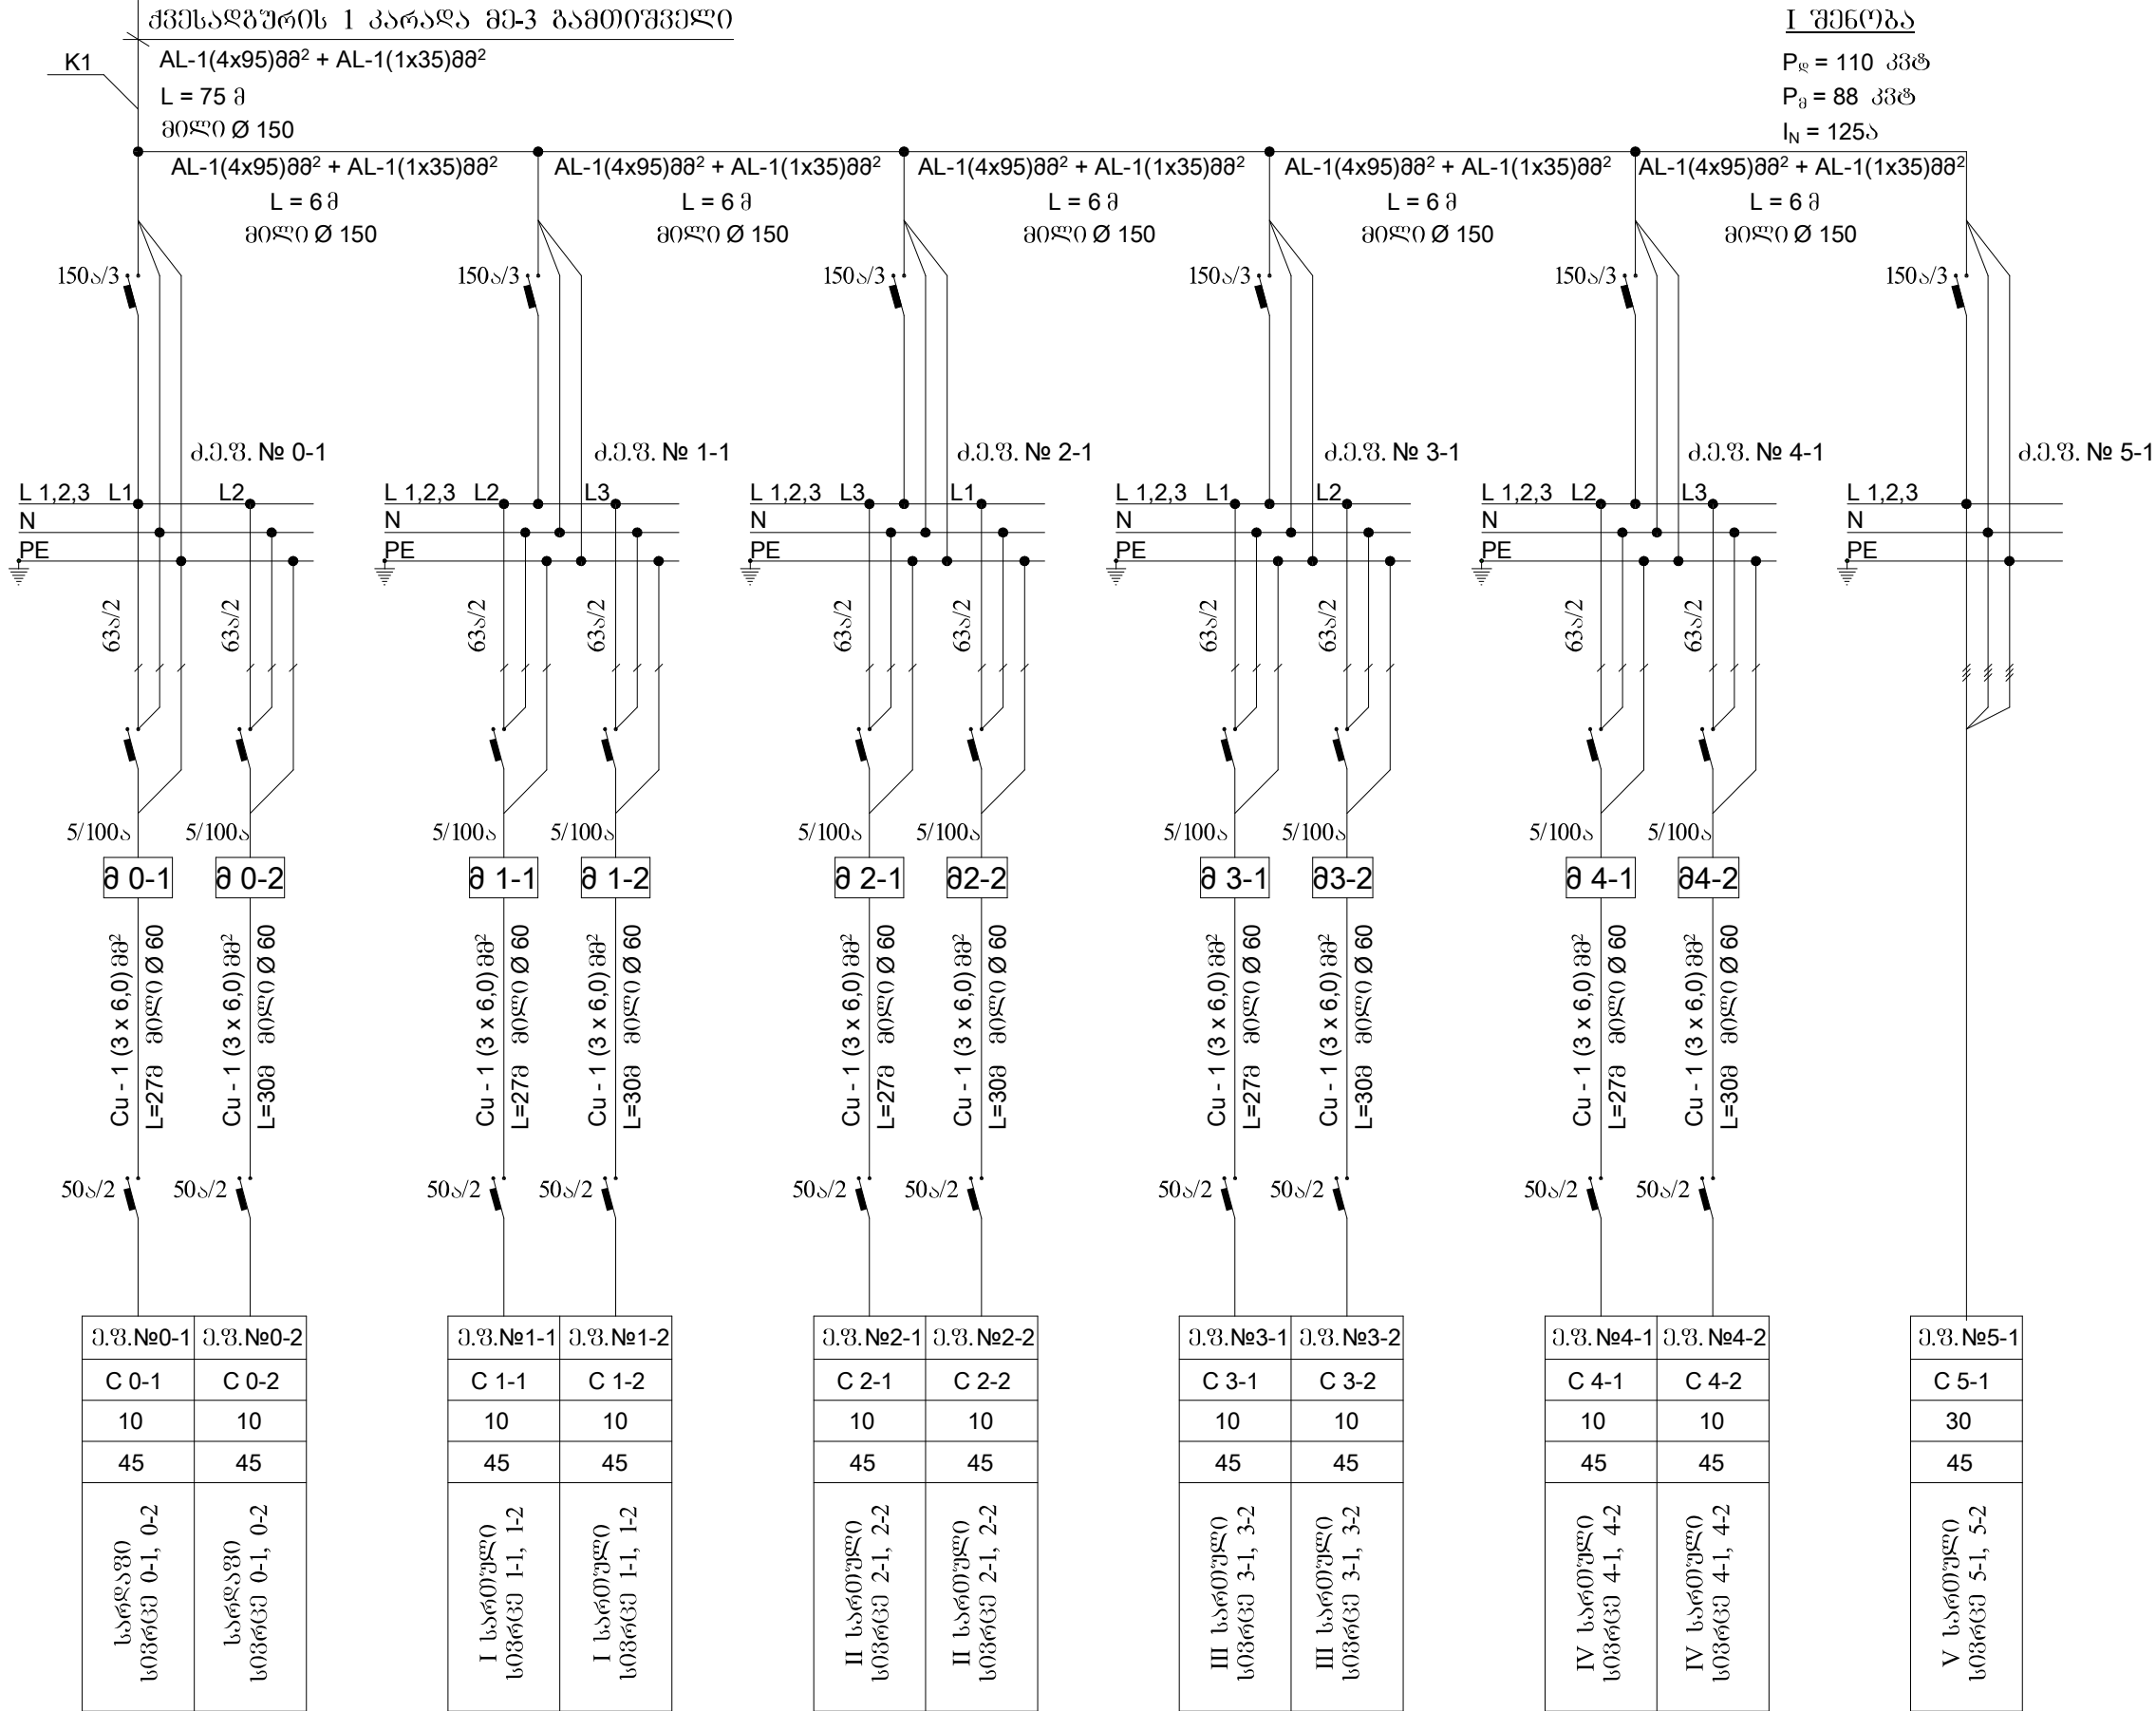 ქვესადგურის 1 კარადა მე-3 გამთიშველი
I შენობა
K1
AL-1(4x95)მმ² + AL-1(1x35)მმ²
L = 75 მ
მილი Ø 150
Pდ = 110 კვტ
Pმ = 88 კვტ
IN = 125ა
AL-1(4x95)მმ² + AL-1(1x35)მმ²
L = 6 მ
მილი Ø 150
AL-1(4x95)მმ² + AL-1(1x35)მმ²
L = 6 მ
მილი Ø 150
AL-1(4x95)მმ² + AL-1(1x35)მმ²
L = 6 მ
მილი Ø 150
AL-1(4x95)მმ² + AL-1(1x35)მმ²
L = 6 მ
მილი Ø 150
AL-1(4x95)მმ² + AL-1(1x35)მმ²
L = 6 მ
მილი Ø 150
150ა/3
150ა/3
150ა/3
150ა/3
150ა/3
150ა/3
ძ.ე.ფ. № 0-1
ძ.ე.ფ. № 1-1
ძ.ე.ფ. № 2-1
ძ.ე.ფ. № 3-1
ძ.ე.ფ. № 4-1
ძ.ე.ფ. № 5-1
L 1,2,3 L1 L2
N
PE
L 1,2,3 L2 L3
N
PE
L 1,2,3 L3 L1
N
PE
L 1,2,3 L1 L2
N
PE
L 1,2,3 L2 L3
N
PE
L 1,2,3
N
PE
63ა/2
63ა/2
63ა/2
63ა/2
63ა/2
63ა/2
63ა/2
63ა/2
63ა/2
63ა/2
5/100ა
5/100ა
5/100ა
5/100ა
5/100ა
5/100ა
5/100ა
5/100ა
5/100ა
5/100ა
მ 0-1
მ 0-2
მ 1-1
მ 1-2
მ 2-1
მ2-2
მ 3-1
მ3-2
მ 4-1
მ4-2
Cu - 1 (3 x 6,0) მმ²
L=27მ მილი Ø 60
Cu - 1 (3 x 6,0) მმ²
L=30მ მილი Ø 60
Cu - 1 (3 x 6,0) მმ²
L=27მ მილი Ø 60
Cu - 1 (3 x 6,0) მმ²
L=30მ მილი Ø 60
Cu - 1 (3 x 6,0) მმ²
L=27მ მილი Ø 60
Cu - 1 (3 x 6,0) მმ²
L=30მ მილი Ø 60
Cu - 1 (3 x 6,0) მმ²
L=27მ მილი Ø 60
Cu - 1 (3 x 6,0) მმ²
L=30მ მილი Ø 60
Cu - 1 (3 x 6,0) მმ²
L=27მ მილი Ø 60
Cu - 1 (3 x 6,0) მმ²
L=30მ მილი Ø 60
50ა/2
50ა/2
50ა/2
50ა/2
50ა/2
50ა/2
50ა/2
50ა/2
50ა/2
50ა/2
ე.ფ.№0-1 ე.ფ.№0-2 ე.ფ.№1-1 ე.ფ.№1-2 ე.ფ.№2-1 ე.ფ.№2-2 ე.ფ.№3-1 ე.ფ.№3-2 ე.ფ.№4-1 ე.ფ.№4-2 ე.ფ.№5-1
C 0-1 C 0-2 C 1-1 C 1-2 C 2-1 C 2-2 C 3-1 C 3-2 C 4-1 C 4-2 C 5-1
10 10 10 10 10 10 10 10 10 10 30
45 45 45 45 45 45 45 45 45 45 45
სარდაფი
სივრცე 0-1, 0-2
სარდაფი
სივრცე 0-1, 0-2
I სართული
სივრცე 1-1, 1-2
I სართული
სივრცე 1-1, 1-2
II სართული
სივრცე 2-1, 2-2
II სართული
სივრცე 2-1, 2-2
III სართული
სივრცე 3-1, 3-2
III სართული
სივრცე 3-1, 3-2
IV სართული
სივრცე 4-1, 4-2
IV სართული
სივრცე 4-1, 4-2
V სართული
სივრცე 5-1, 5-2